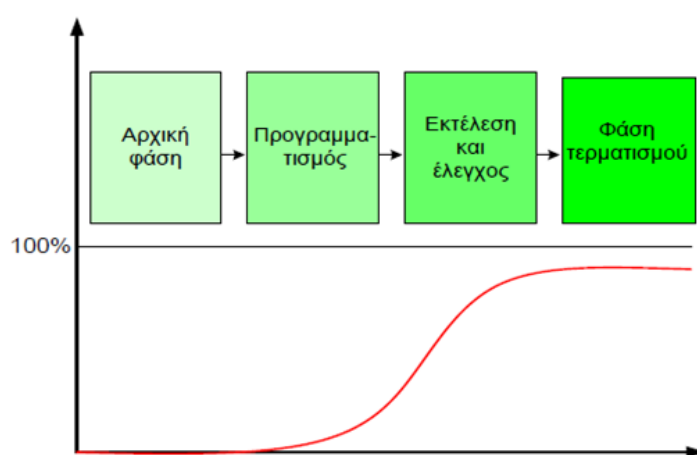 Αρχική
φάση
Προγραμμα-
τισμός
Εκτέλεση
και
έλεγχος
Φάση
τερματισμού
100%